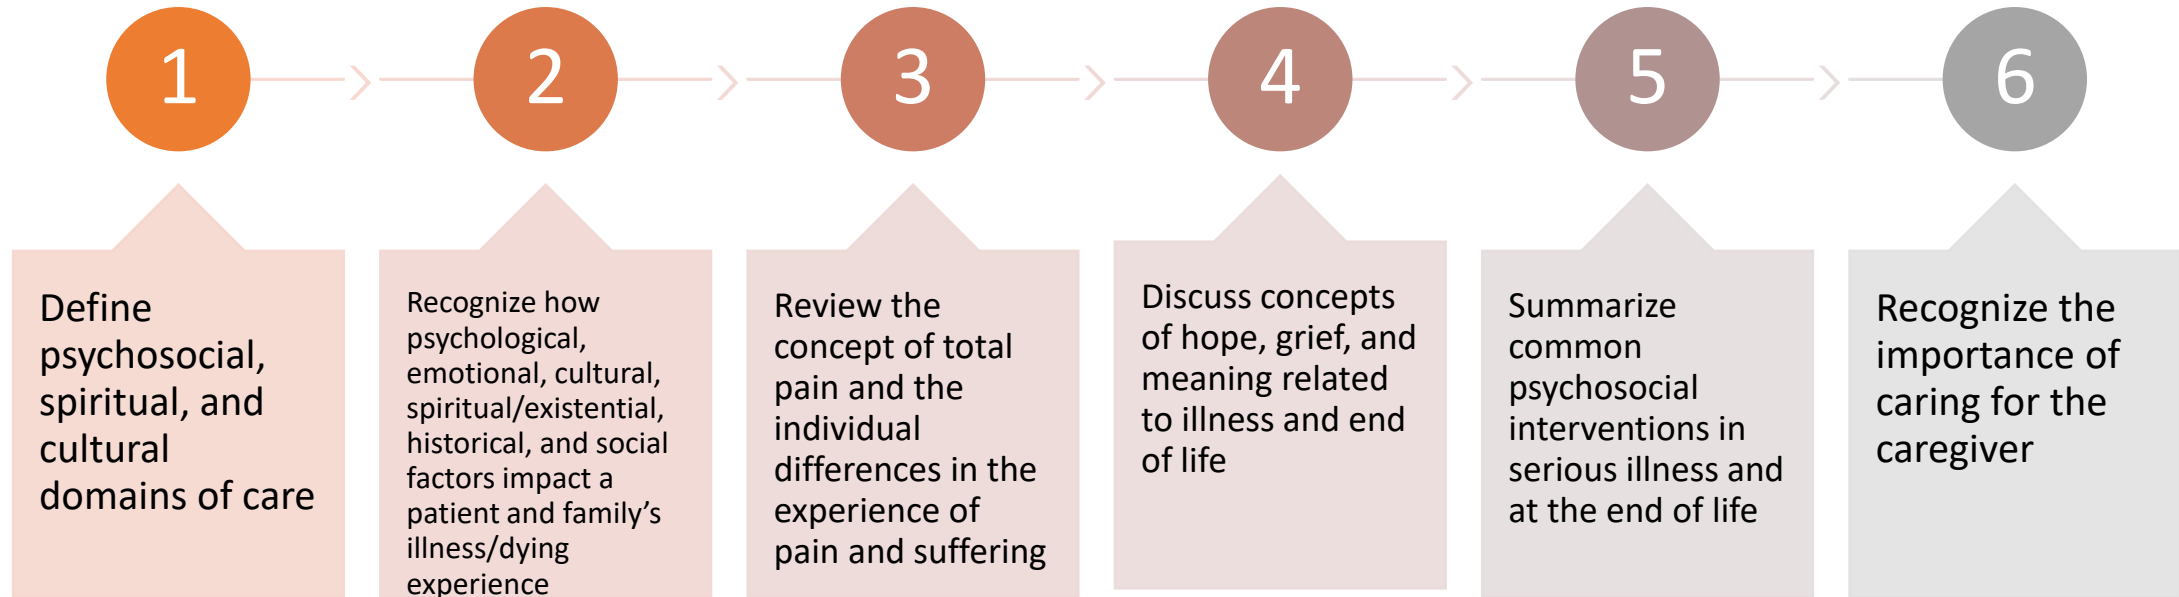 1
2
3
4
5
6
Define
psychosocial,
spiritual, and
cultural
domains of care
Recognize how
psychological,
emotional, cultural,
spiritual/existential,
historical, and social
factors impact a
patient and family’s
illness/dying
experience
Review the
concept of total
pain and the
individual
differences in the
experience of
pain and suffering
Discuss concepts
of hope, grief, and
meaning related
to illness and end
of life
Summarize
common
psychosocial
interventions in
serious illness and
at the end of life
Recognize the
importance of
caring for the
caregiver